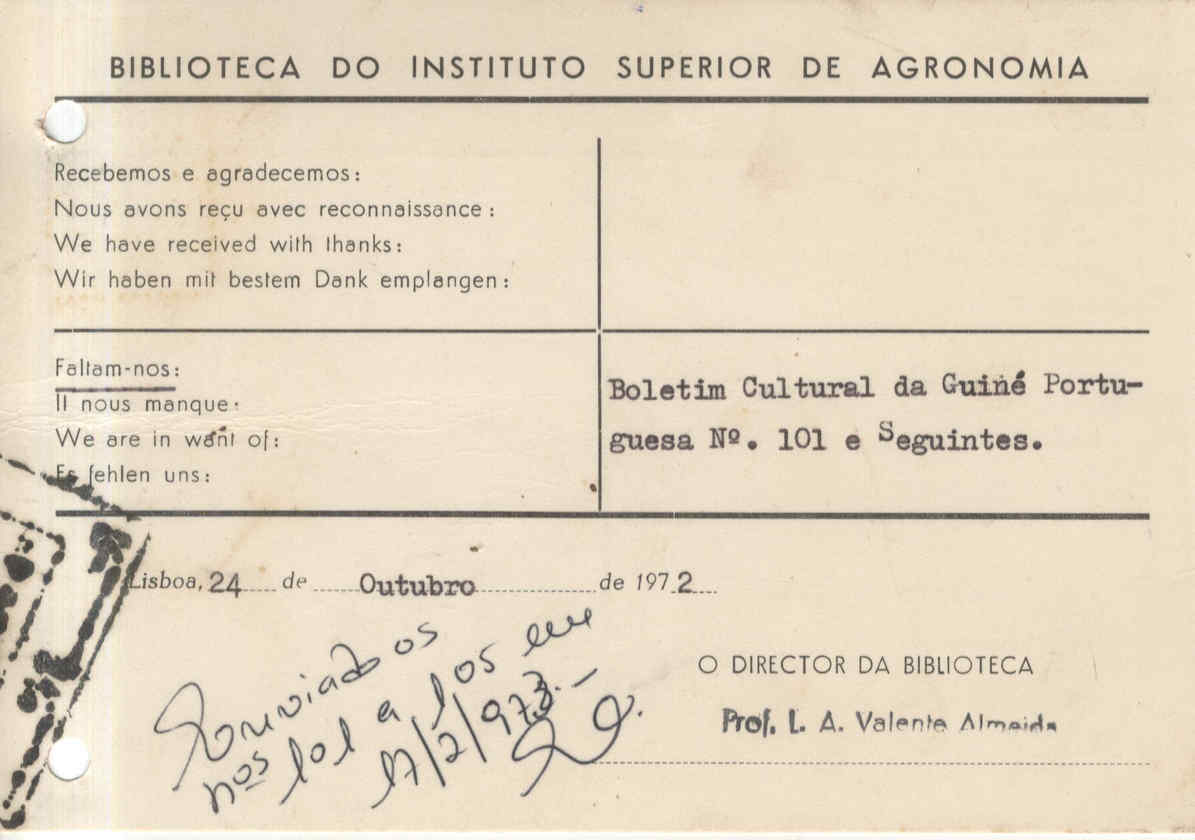 BIBLIOTECA DO INSTITUTO SUPERIOR DE AGRONOMIA
Recebemos e agradecemos:
Nous avons reçu avec reconnaissance:
We have received with thanks:
Wir haben mit bestem Dank emplangen:
Faltam-nos:
Il nous manque:
We are in want of:
Es fehlen uns:
Boletim Cultural da Guiné Portu-
guesa Nº. 101 e Seguintes.
Lisboa, 24 de Outubro de 1972
O DIRECTOR DA BIBLIOTECA
Prof. L. A. Valente Almeida
enviado os
nos 101 a 105 em
17/2/973.-